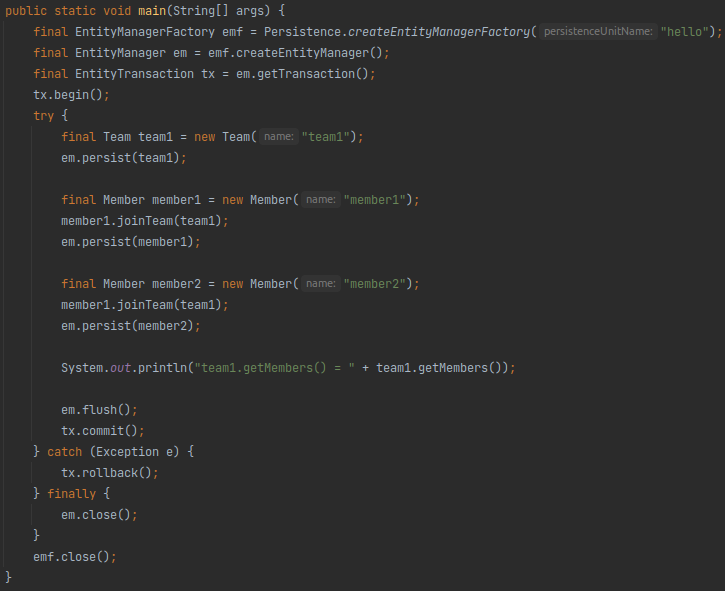 public static void main(String[] args) {
    final EntityManagerFactory emf = Persistence.createEntityManagerFactory( persistenceUnitName: "hello");
    final EntityManager em = emf.createEntityManager();
    final EntityTransaction tx = em.getTransaction();
    tx.begin();
    try {
        final Team team1 = new Team( name: "team1");
        em.persist(team1);

        final Member member1 = new Member( name: "member1");
        member1.joinTeam(team1);
        em.persist(member1);

        final Member member2 = new Member( name: "member2");
        member1.joinTeam(team1);
        em.persist(member2);

        System.out.println("team1.getMembers() = " + team1.getMembers());

        em.flush();
        tx.commit();
    } catch (Exception e) {
        tx.rollback();
    } finally {
        em.close();
    }
    emf.close();
}